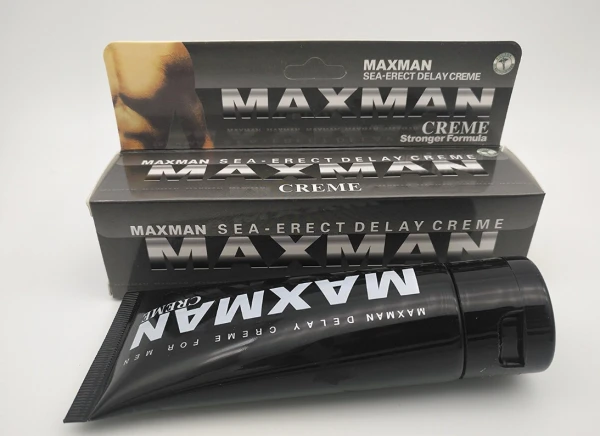 MAXMAN
SEA-ERECT DELAY CREME
MAXMAN
CREME
Stronger Formula
MAXMAN SEA-ERECT DELAY CREME
MAXMAN
CREME
MAXMAN SEA-ERECT DELAY CREME
MAXMAN
MAXMAN
CREME
MAXMAN DELAY CREME FOR MEN